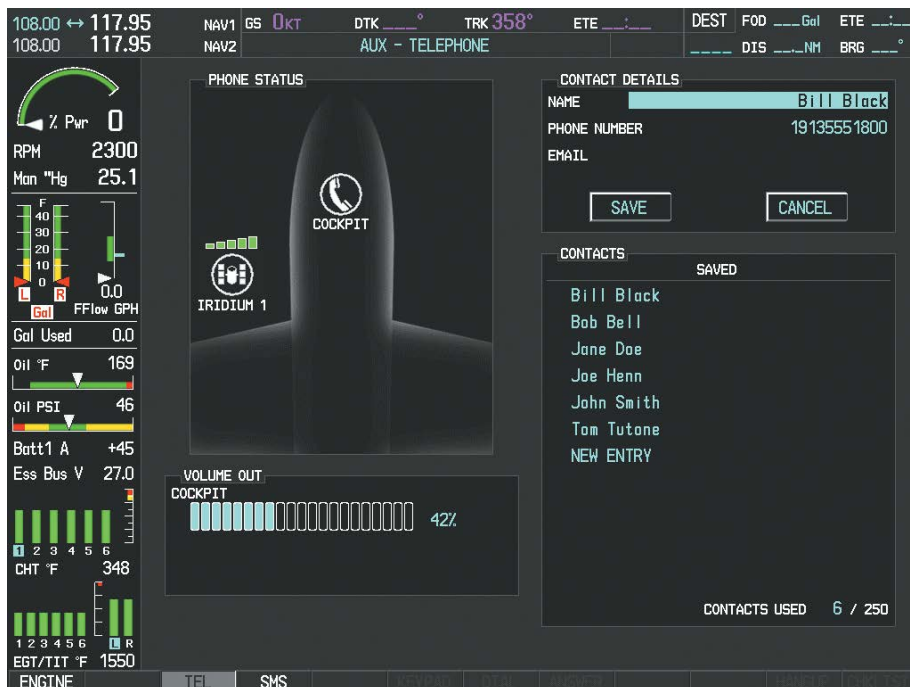 108.00 ↔ 117.95 NAV1 GS 0KT DTK ___° TRK 358° ETE __:__ DEST FOD ___Gal ETE __:__
108.00 117.95 NAV2 AUX - TELEPHONE ____ DIS __._NM BRG ___°
% Pwr 0
RPM 2300
Man "Hg 25.1
F
40
30
20
10
0
L R
Gal
0.0
FFlow GPH
Gal Used 0.0
Oil °F 169
Oil PSI 46
Batt1 A +45
Ess Bus V 27.0
1 2 3 4 5 6
CHT °F 348
1 2 3 4 5 6 L R
EGT/TIT °F 1550
PHONE STATUS
COCKPIT
IRIDIUM 1
VOLUME OUT
COCKPIT
42%
CONTACT DETAILS
NAME Bill Black
PHONE NUMBER 19135551800
EMAIL
SAVE CANCEL
CONTACTS
SAVED
Bill Black
Bob Bell
Jane Doe
Joe Henn
John Smith
Tom Tutone
NEW ENTRY
CONTACTS USED 6 / 250
ENGINE TEL SMS KEYPAD DIAL ANSWER HANGUP CHKLIST